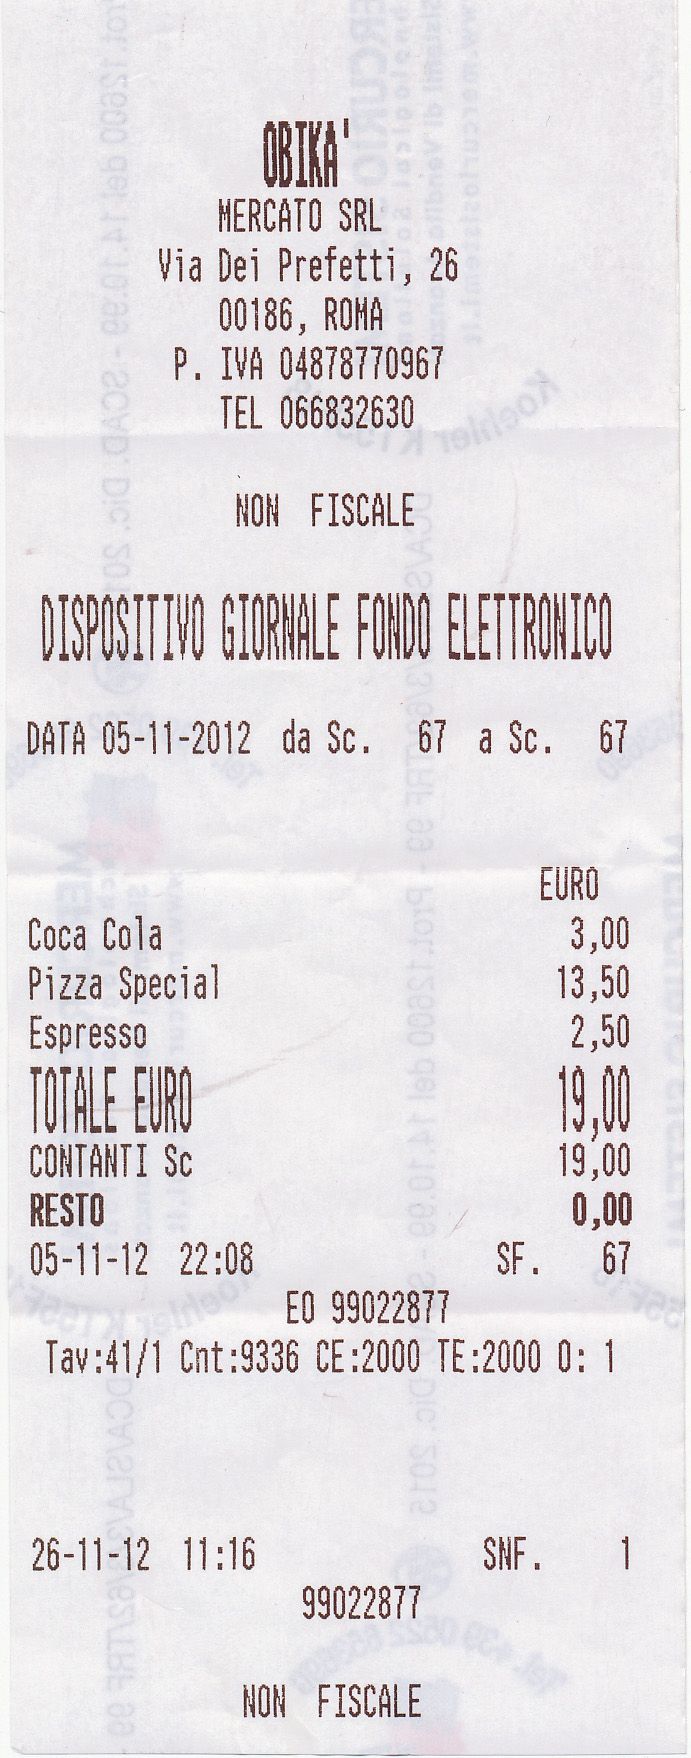 OBIKA'
MERCATO SRL
Via Dei Prefetti, 26
00186, ROMA
P. IVA 04878770967
TEL 066832630
NON FISCALE
DISPOSITIVO GIORNALE FONDO ELETTRONICO
DATA 05-11-2012 da Sc. 67 a Sc. 67
EURO
Coca Cola 3,00
Pizza Special 13,50
Espresso 2,50
TOTALE EURO 19,00
CONTANTI Sc 19,00
RESTO 0,00
05-11-12 22:08 SF. 67
EO 99022877
Tav:41/1 Cnt:9336 CE:2000 TE:2000 O: 1
26-11-12 11:16 SNF. 1
99022877
NON FISCALE